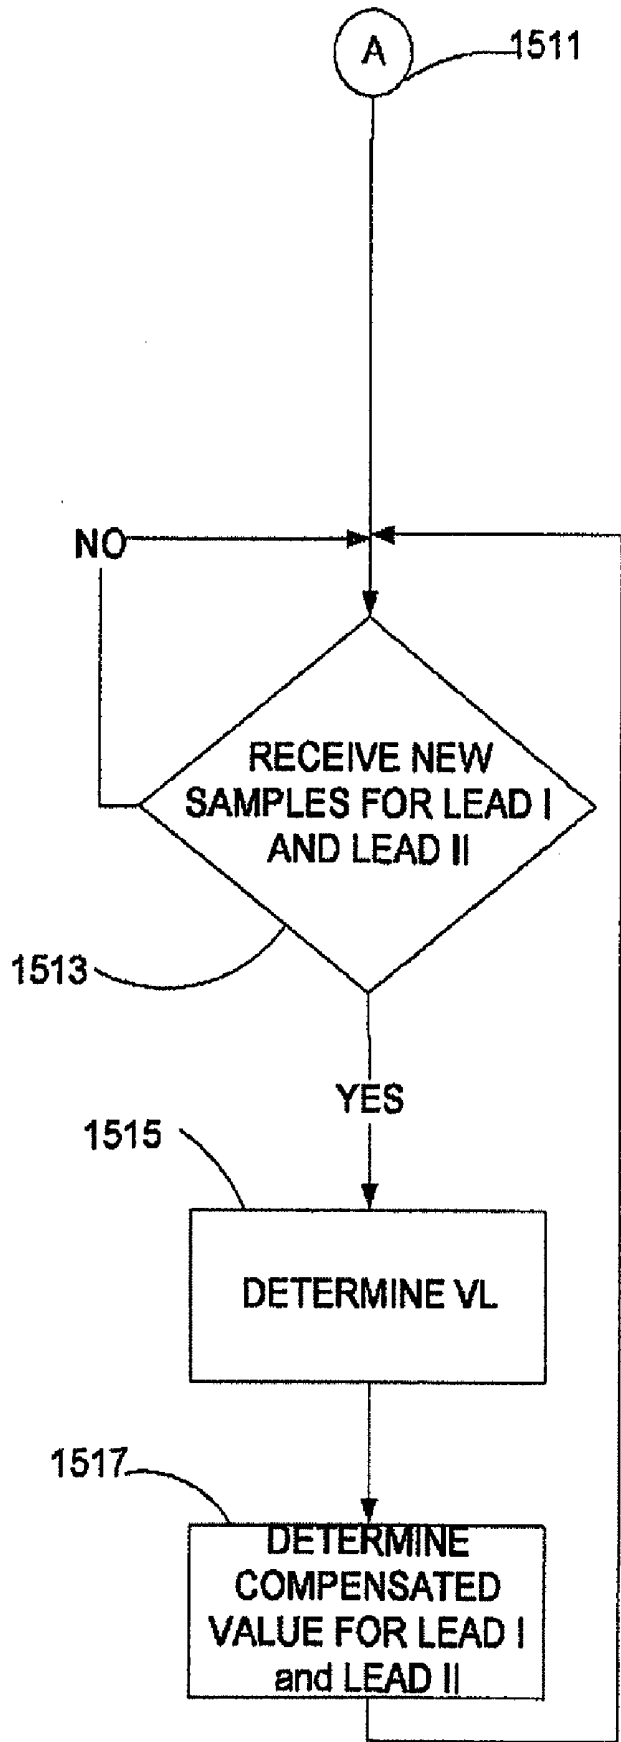 A
1511
NO
RECEIVE NEW
SAMPLES FOR LEAD I
AND LEAD II
1513
YES
1515
DETERMINE VL
1517
DETERMINE
COMPENSATED
VALUE FOR LEAD I
and LEAD II